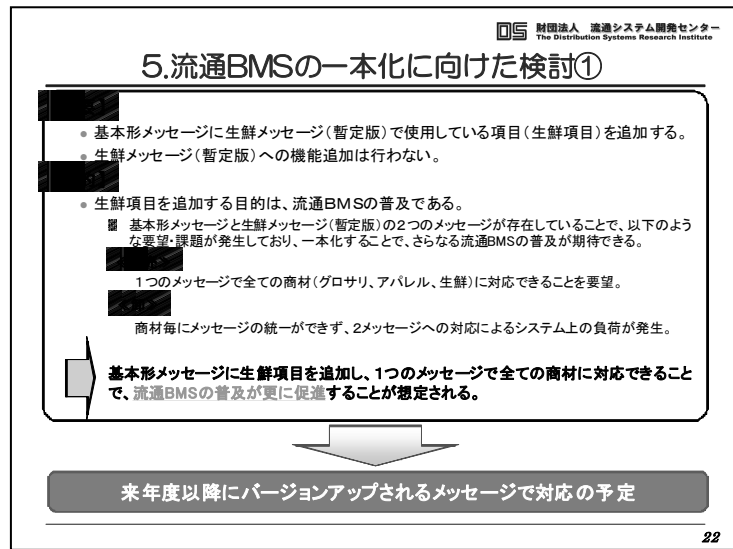 財団法人　流通システム開発センター
The Distribution Systems Research Institute
5.流通BMSの一本化に向けた検討①
● 基本形メッセージに生鮮メッセージ（暫定版）で使用している項目（生鮮項目）を追加する。
● 生鮮メッセージ（暫定版）への機能追加は行わない。
● 生鮮項目を追加する目的は、流通BMSの普及である。
基本形メッセージと生鮮メッセージ（暫定版）の2つのメッセージが存在していることで、以下のよう
な要望・課題が発生しており、一本化することで、さらなる流通BMSの普及が期待できる。
1つのメッセージで全ての商材（グロサリ、アパレル、生鮮）に対応できることを要望。
商材毎にメッセージの統一ができず、2メッセージへの対応によるシステム上の負荷が発生。
基本形メッセージに生鮮項目を追加し、1つのメッセージで全ての商材に対応できること
で、流通BMSの普及が更に促進することが想定される。
来年度以降にバージョンアップされるメッセージで対応の予定
22